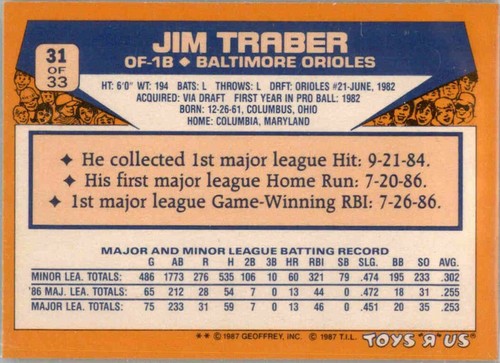 31
OF
33
JIM TRABER
OF-1B ◆ BALTIMORE ORIOLES
HT: 6'0" WT: 194 BATS: L THROWS: L DRFT: ORIOLES #21-JUNE, 1982
ACQUIRED: VIA DRAFT FIRST YEAR IN PRO BALL: 1982
BORN: 12-26-61, COLUMBUS, OHIO
HOME: COLUMBIA, MARYLAND
◆ He collected 1st major league Hit: 9-21-84.
◆ His first major league Home Run: 7-20-86.
◆ 1st major league Game-Winning RBI: 7-26-86.
MAJOR AND MINOR LEAGUE BATTING RECORD
G AB R H 2B 3B HR RBI SB SLG. BB SO AVG.
MINOR LEA. TOTALS: 486 1773 276 535 106 10 60 321 79 .474 195 233 .302
'86 MAJ. LEA. TOTALS: 65 212 28 54 7 0 13 44 0 .472 18 31 .255
MAJOR LEA. TOTALS: 75 233 31 59 7 0 13 46 0 .451 20 35 .253
** © 1987 GEOFFREY, INC. © 1987 T.I.L. TOYS "R" US